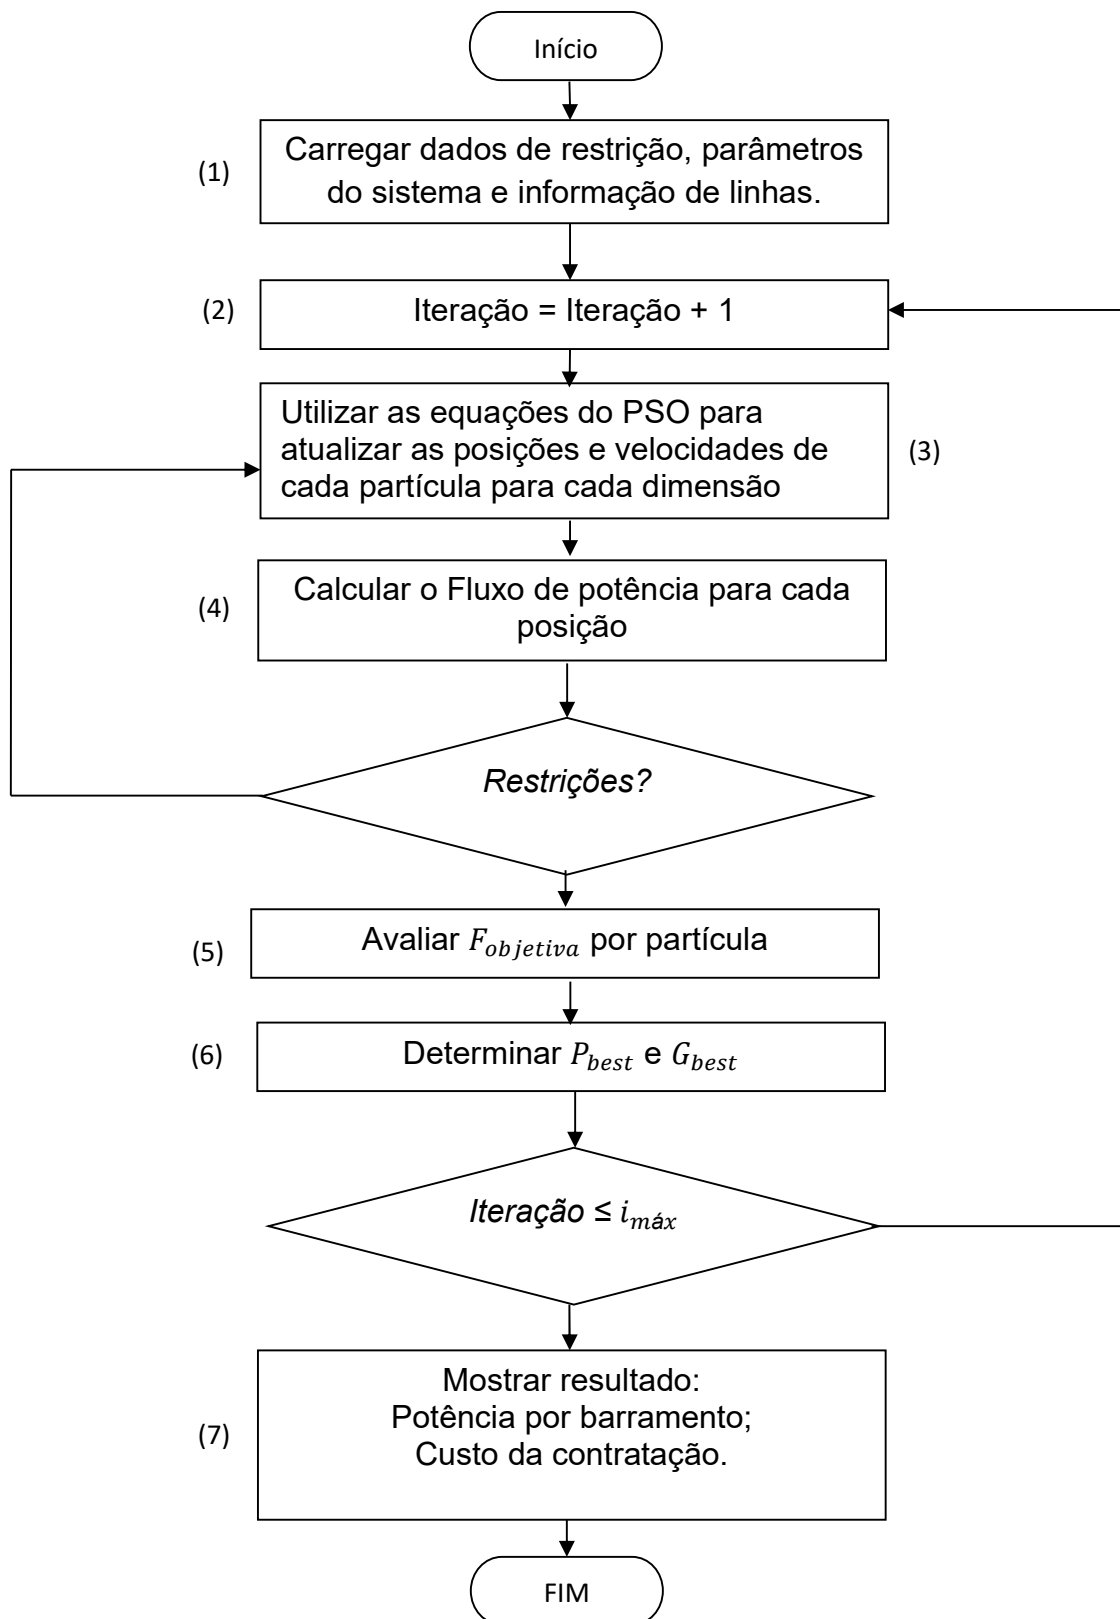 Início
(1)
Carregar dados de restrição, parâmetros
do sistema e informação de linhas.
(2)
Iteração = Iteração + 1
Utilizar as equações do PSO para
atualizar as posições e velocidades de
cada partícula para cada dimensão
(3)
(4)
Calcular o Fluxo de potência para cada
posição
Restrições?
(5)
Avaliar F_objetiva por partícula
(6)
Determinar P_best e G_best
Iteração ≤ i_máx
(7)
Mostrar resultado:
Potência por barramento;
Custo da contratação.
FIM